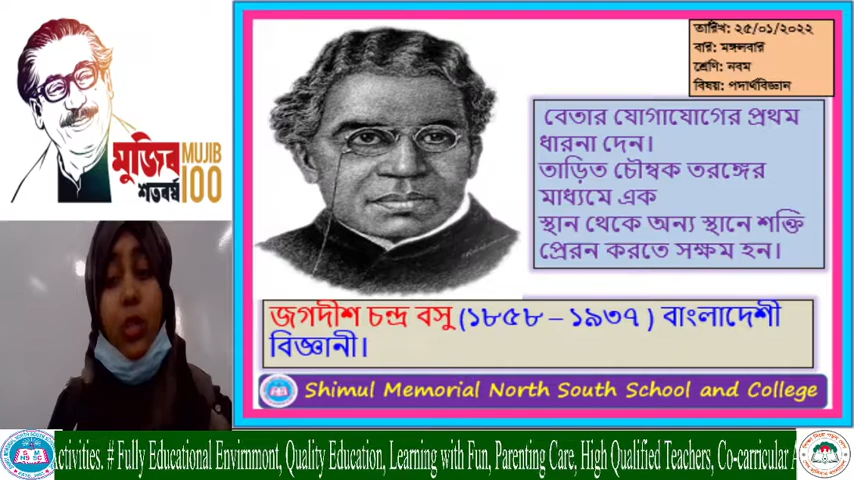 মুজিব
শতবর্ষ
MUJIB
100
তারিখ: ২৫/০১/২০২২
বার: মঙ্গলবার
শ্রেণি: নবম
বিষয়: পদার্থবিজ্ঞান
বেতার যোগাযোগের প্রথম
ধারনা দেন।
তাড়িত চৌম্বক তরঙ্গের
মাধ্যমে এক
স্থান থেকে অন্য স্থানে শক্তি
প্রেরন করতে সক্ষম হন।
জগদীশ চন্দ্র বসু (১৮৫৮ – ১৯৩৭ ) বাংলাদেশী
বিজ্ঞানী।
Shimul Memorial North South School and College
Activities. # Fully Educational Envirnment, Quality Education, Learning with Fun, Parenting Care, High Qualified Teachers, Co-carricular A